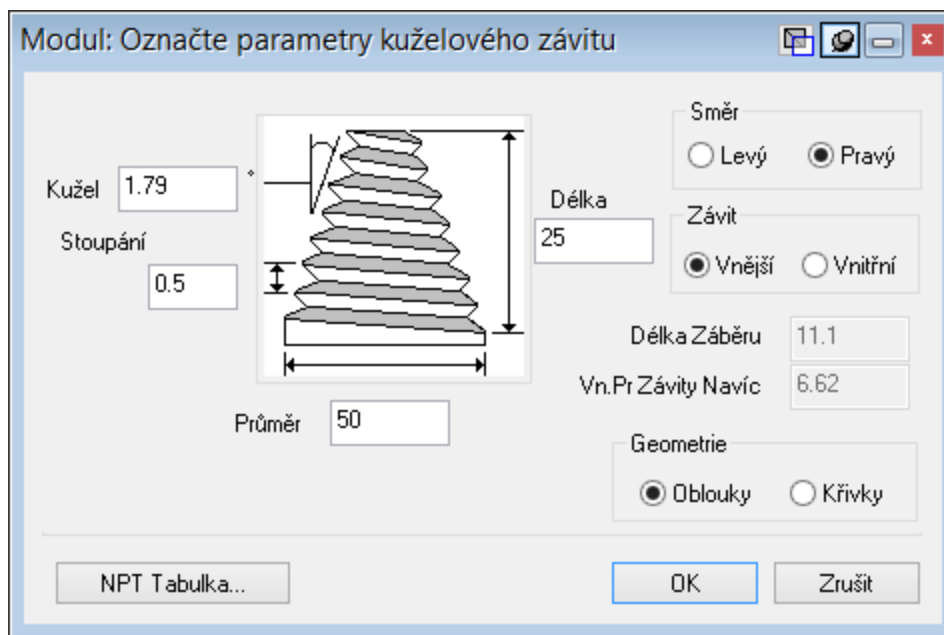 Modul: Označte parametry kuželového závitu
Směr
Levý Pravý
Kužel 1.79 °
Délka
25
Závit
Vnější Vnitřní
Stoupání
0.5
Délka Záběru 11.1
Vn.Pr Závity Navíc 6.62
Průměr 50
Geometrie
Oblouky Křivky
NPT Tabulka... OK Zrušit